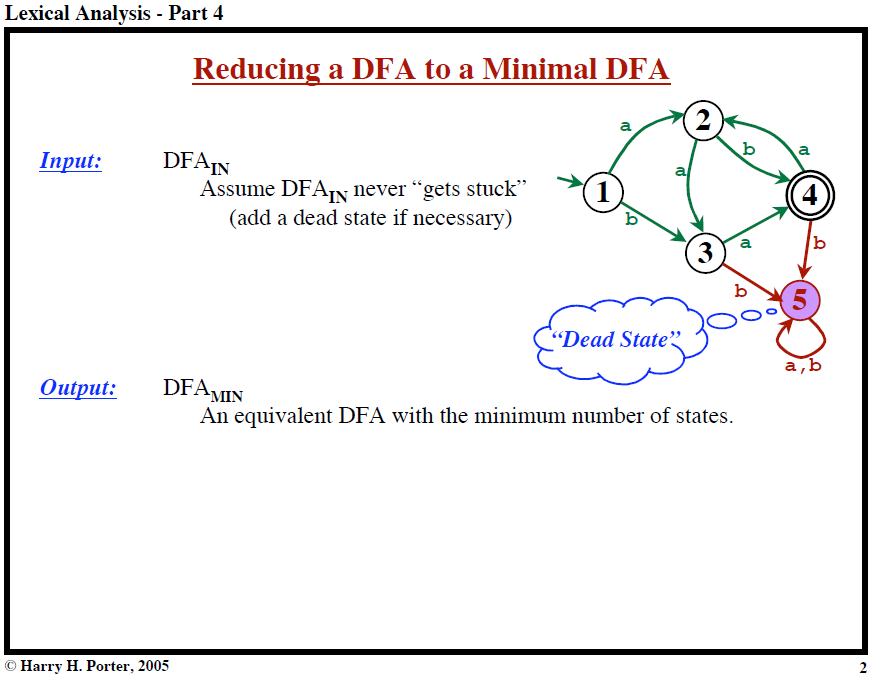 Lexical Analysis - Part 4
Reducing a DFA to a Minimal DFA
Input: DFAIN
Assume DFAIN never “gets stuck”
(add a dead state if necessary)
a
2
b
a
a
1
4
b
3
a
b
b
5
“Dead State”
a,b
Output: DFAMIN
An equivalent DFA with the minimum number of states.
© Harry H. Porter, 2005
2